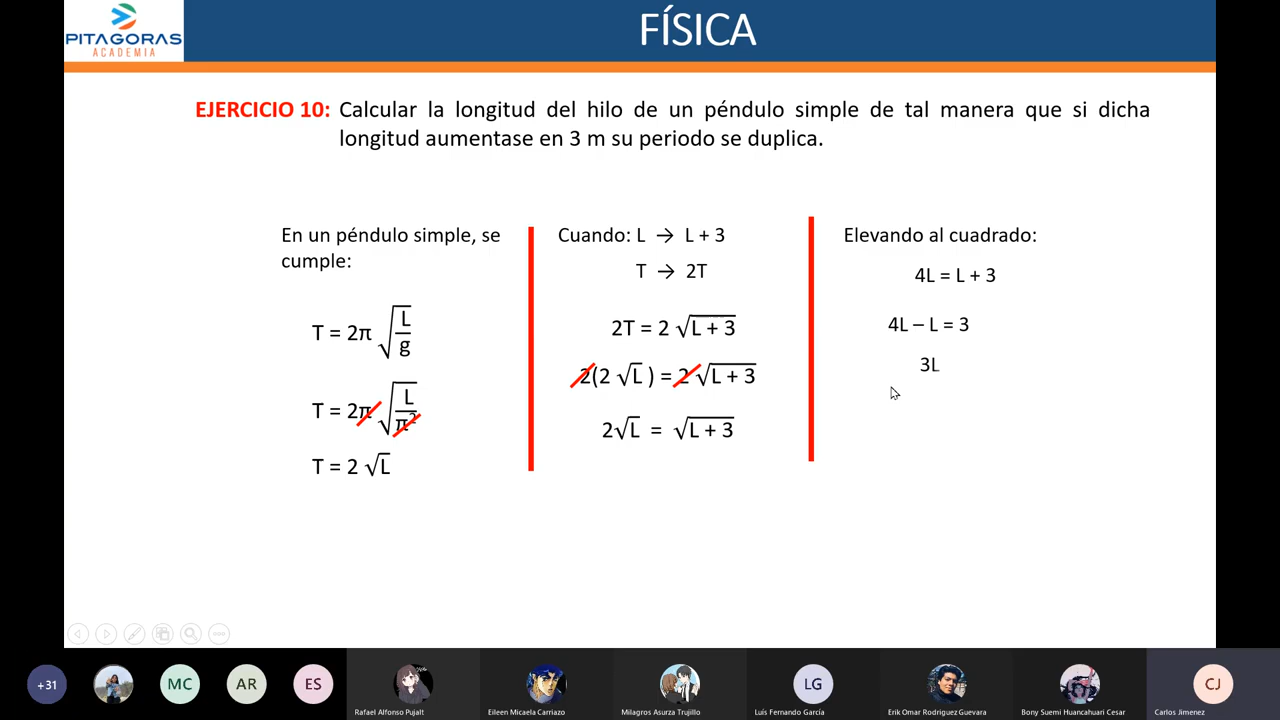 PITAGORAS
ACADEMIA
FÍSICA
EJERCICIO 10: Calcular la longitud del hilo de un péndulo simple de tal manera que si dicha
longitud aumentase en 3 m su periodo se duplica.
En un péndulo simple, se
cumple:
T = 2π √(L/g)
T = 2π √(L/π²)
T = 2 √L
Cuando: L → L + 3
T → 2T
2T = 2 √(L + 3)
2(2 √L ) = 2 √(L + 3)
2√L = √(L + 3)
Elevando al cuadrado:
4L = L + 3
4L – L = 3
3L
+31
MC
AR
ES
LG
CJ
Rafael Alfonso Pujalt
Eileen Micaela Carriazo
Milagros Asurza Trujillo
Luis Fernando García
Erik Omar Rodriguez Guevara
Bony Suemi Huancahuari Cesar
Carlos Jimenez